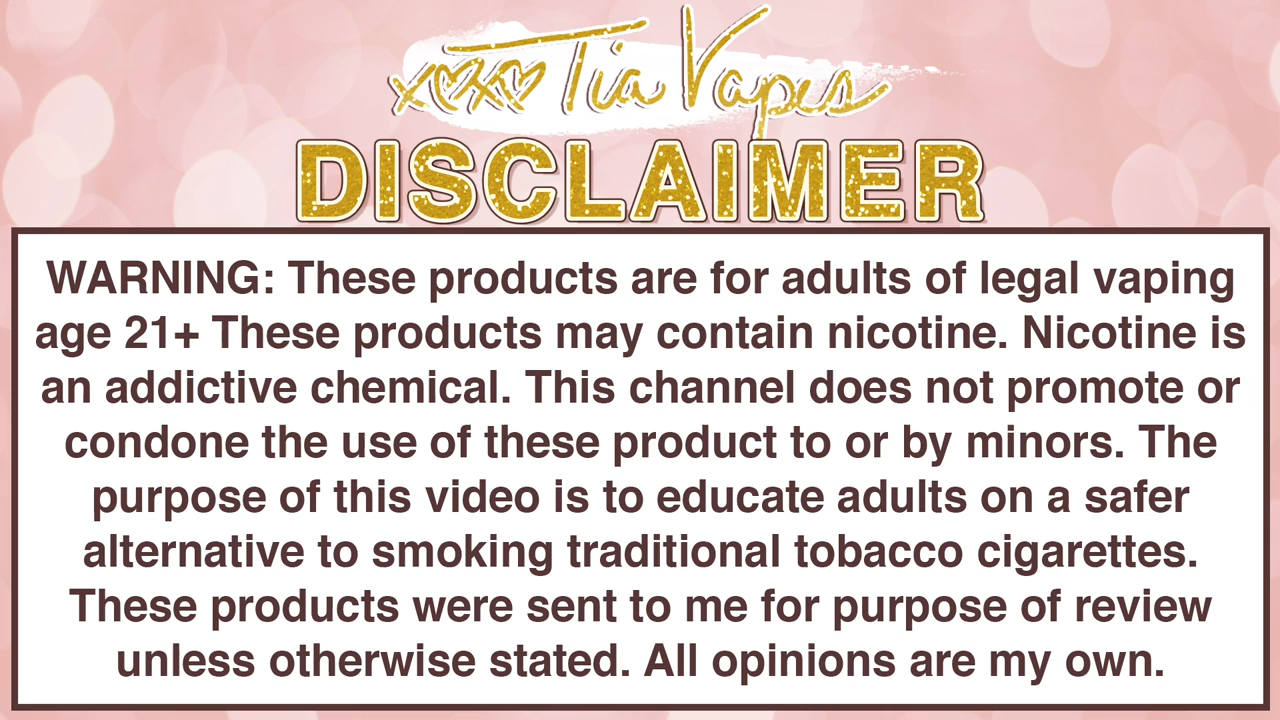 xoxo Tia Vapes
DISCLAIMER
WARNING: These products are for adults of legal vaping
age 21+ These products may contain nicotine. Nicotine is
an addictive chemical. This channel does not promote or
condone the use of these product to or by minors. The
purpose of this video is to educate adults on a safer
alternative to smoking traditional tobacco cigarettes.
These products were sent to me for purpose of review
unless otherwise stated. All opinions are my own.